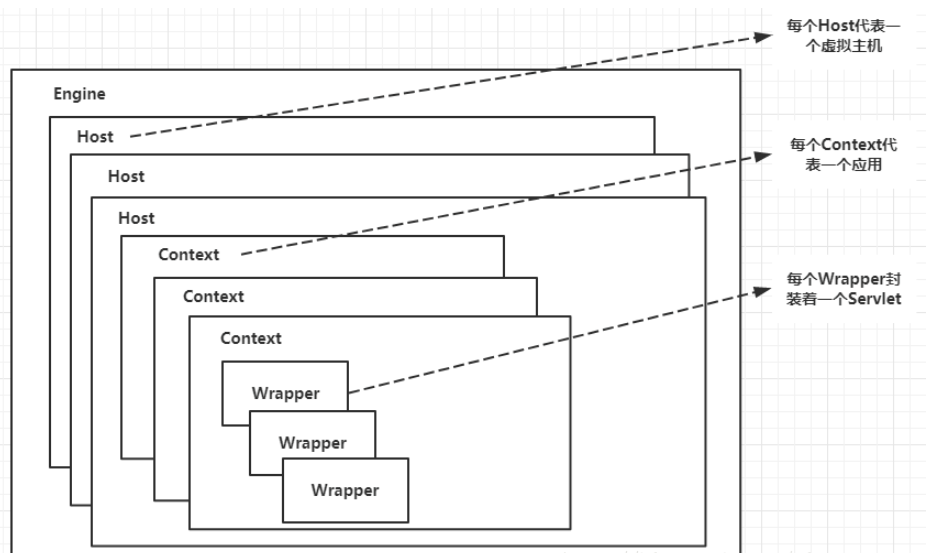 每个Host代表一
个虚拟主机
Engine
Host
每个Context代
表一个应用
Host
Host
Context
每个Wrapper封
装着一个Servlet
Context
Context
Wrapper
Wrapper
Wrapper